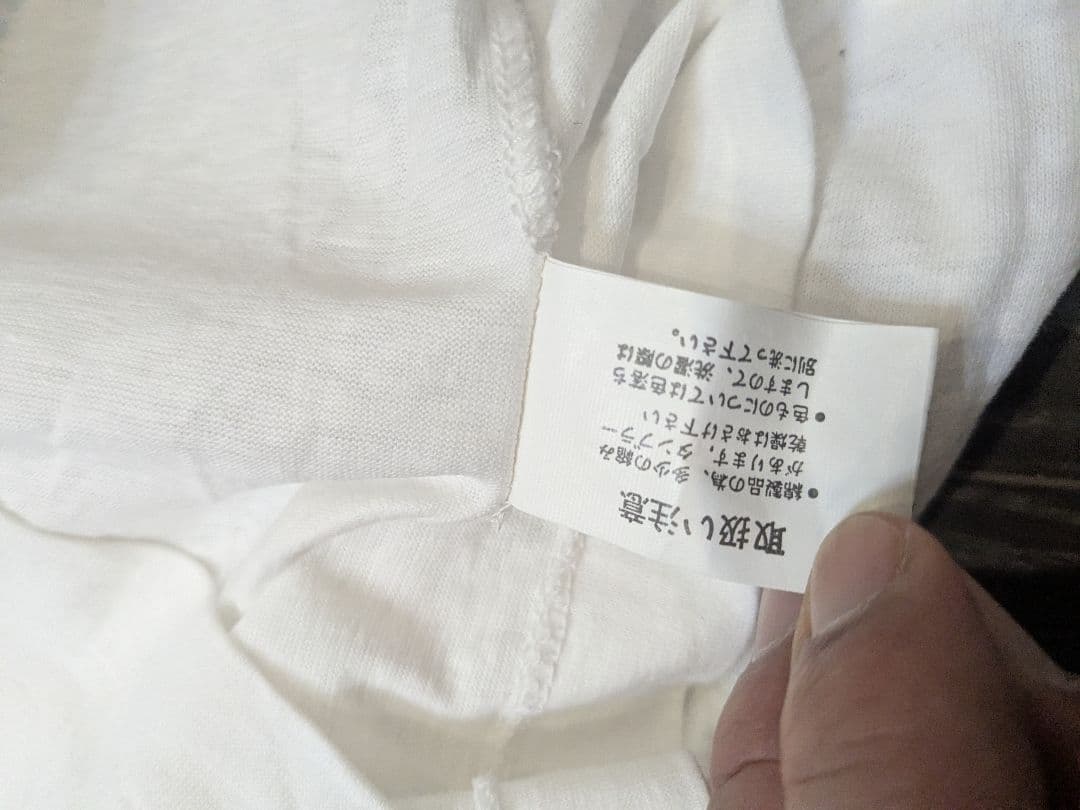 取扱い注意
●綿製品の為、多少の縮み
があります。タンブラー
乾燥はおさけ下さい
●色ものについては色落ち
しますので、洗濯の際は
別に洗って下さい。